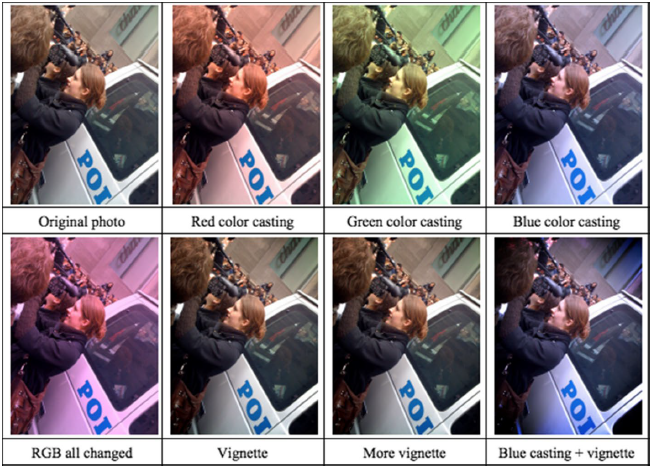 POI
POI
POI
POI
Original photo
Red color casting
Green color casting
Blue color casting
POI
POI
POI
POI
RGB all changed
Vignette
More vignette
Blue casting + vignette